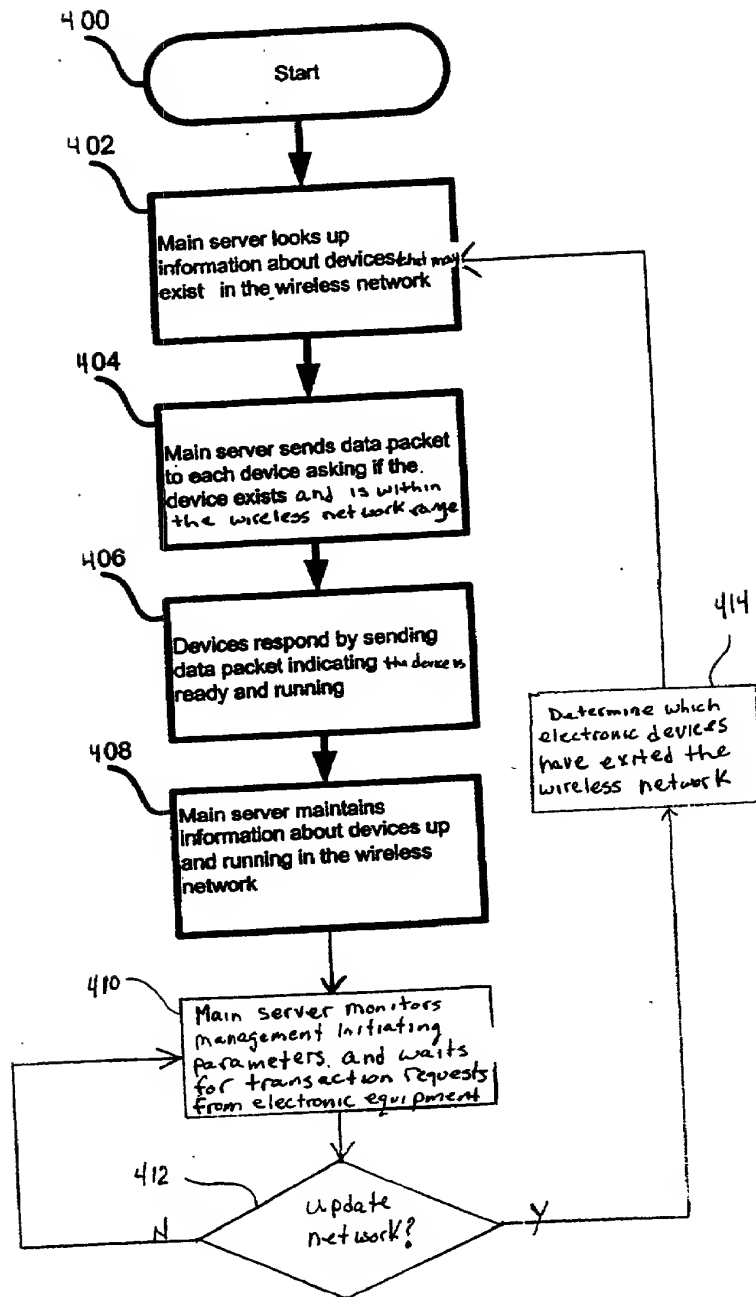 400
Start
402
Main server looks up
information about devices that may
exist in the wireless network
404
Main server sends data packet
to each device asking if the
device exists and is within
the wireless network range
406
Devices respond by sending
data packet indicating the device is
ready and running
414
Determine which
electronic devices
have exited the
wireless network
408
Main server maintains
information about devices up
and running in the wireless
network
410
Main server monitors
management initiating
parameters. and waits
for transaction requests
from electronic equipment
412
update
network?
N
Y